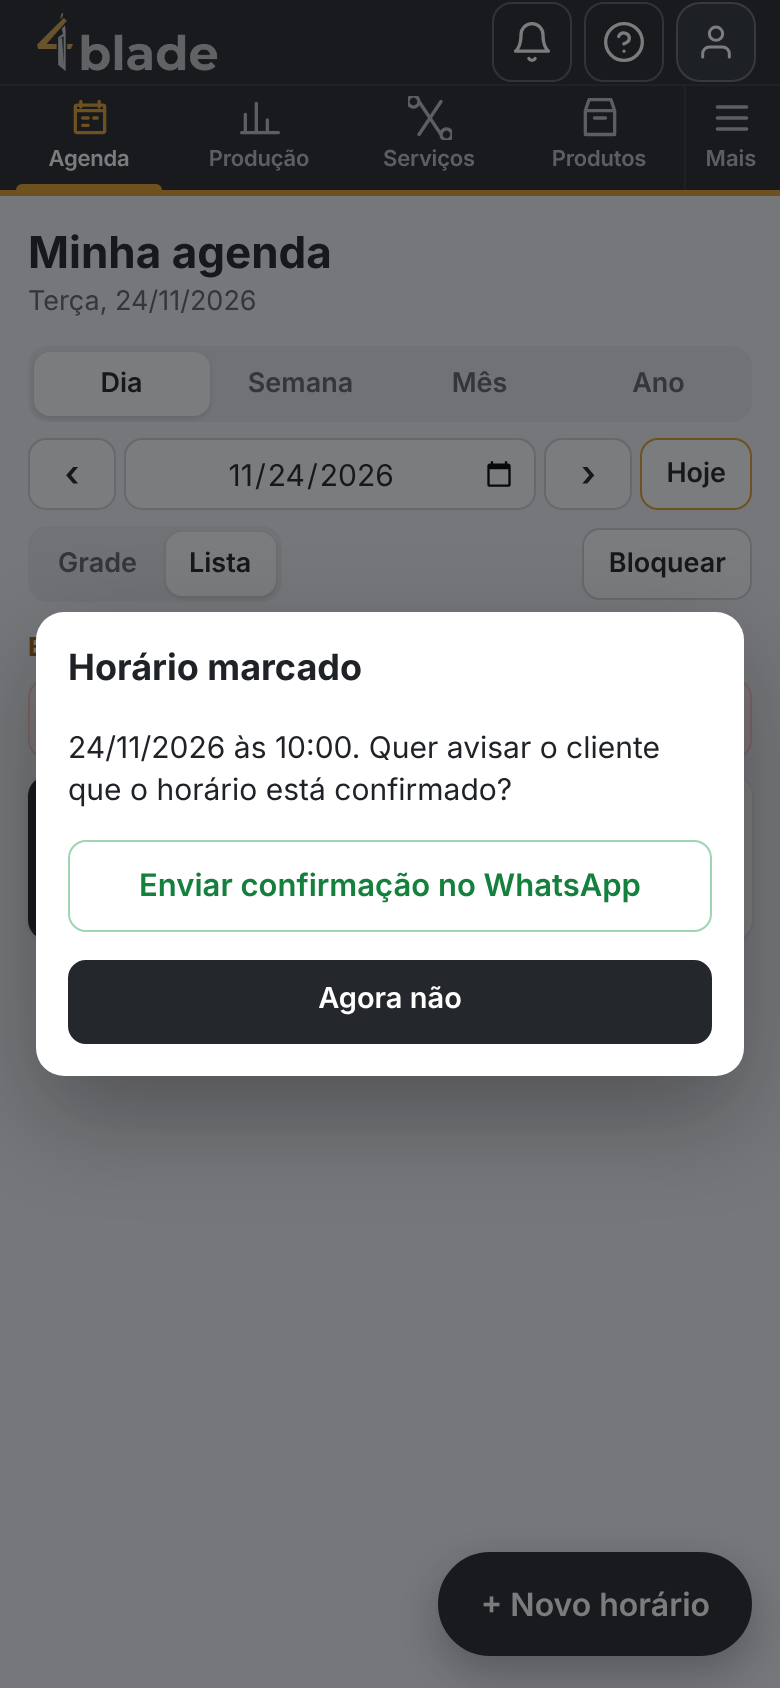 4blade
Agenda
Produção
Serviços
Produtos
Mais
Minha agenda
Terça, 24/11/2026
Dia
Semana
Mês
Ano
‹
11/24/2026
›
Hoje
Grade
Lista
Bloquear
Horário marcado
24/11/2026 às 10:00. Quer avisar o cliente
que o horário está confirmado?
Enviar confirmação no WhatsApp
Agora não
+ Novo horário